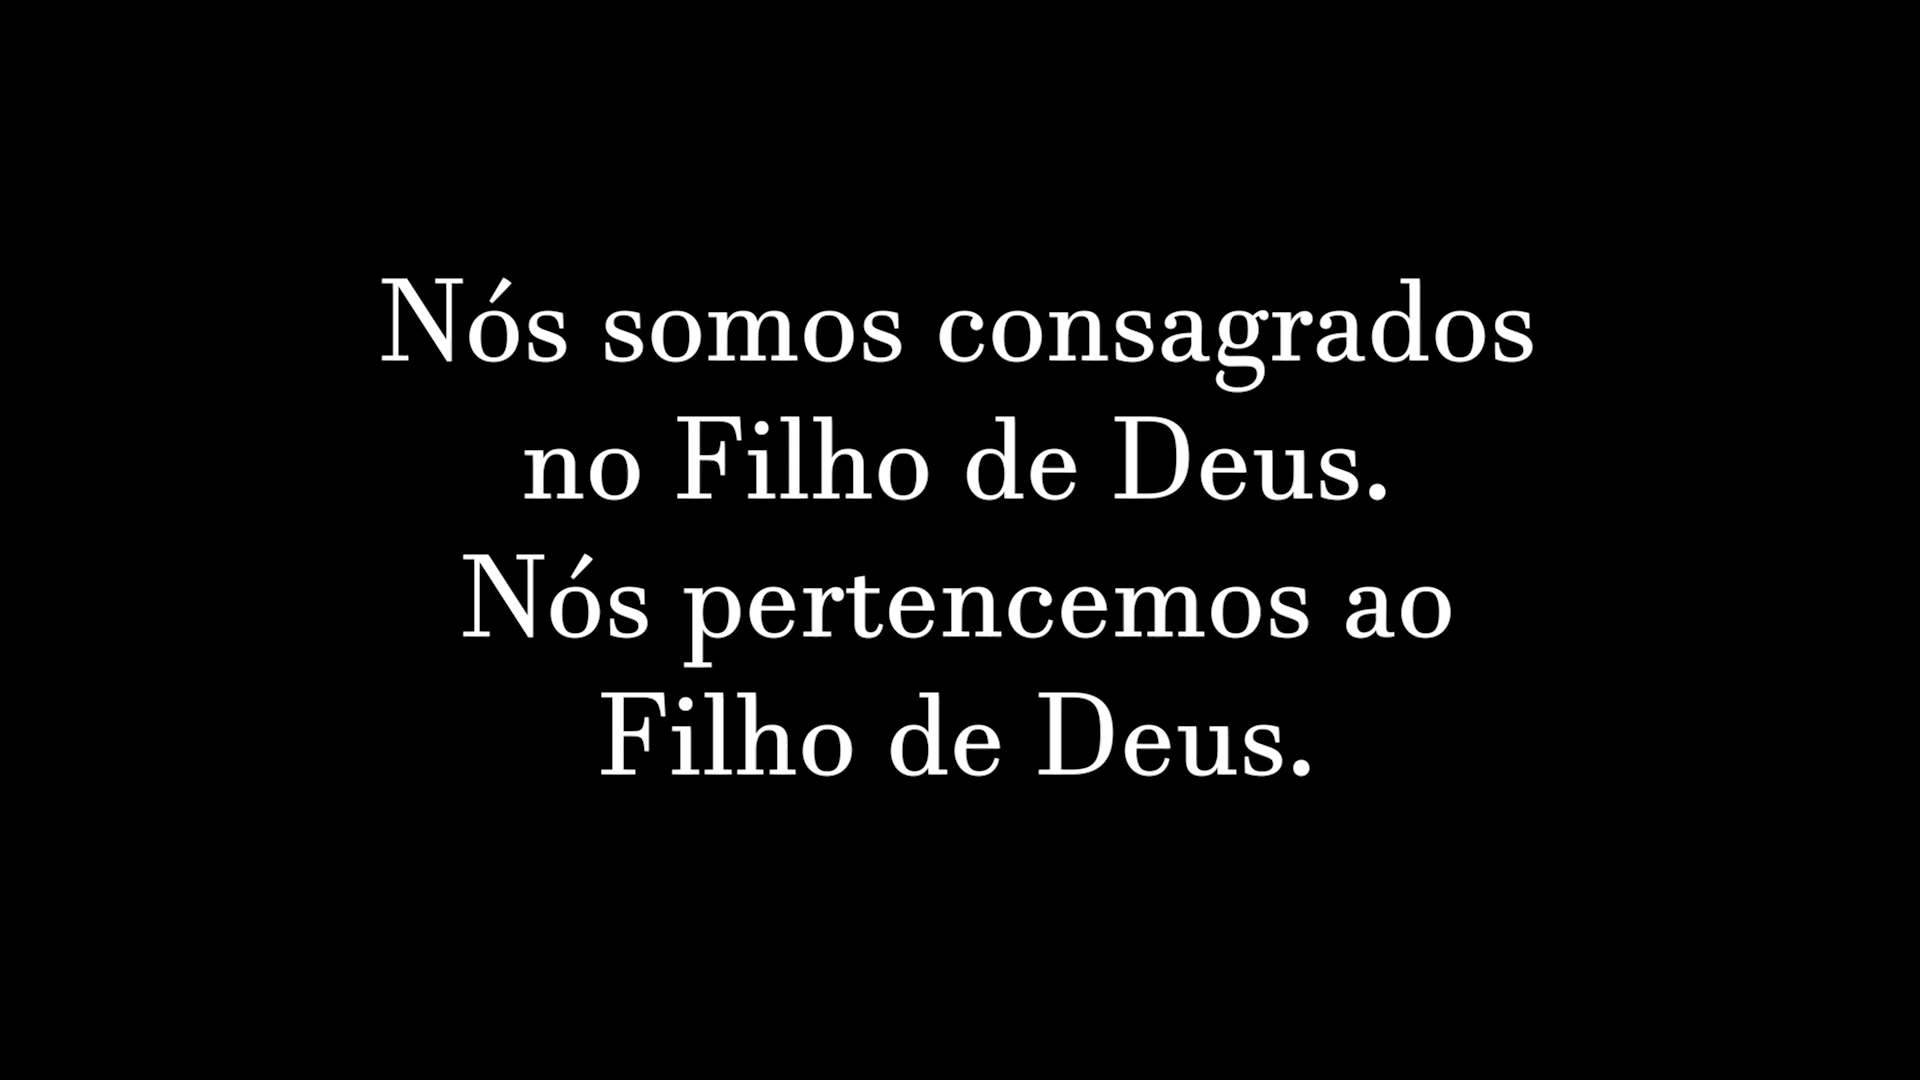 Nós somos consagrados
no Filho de Deus.
Nós pertencemos ao
Filho de Deus.